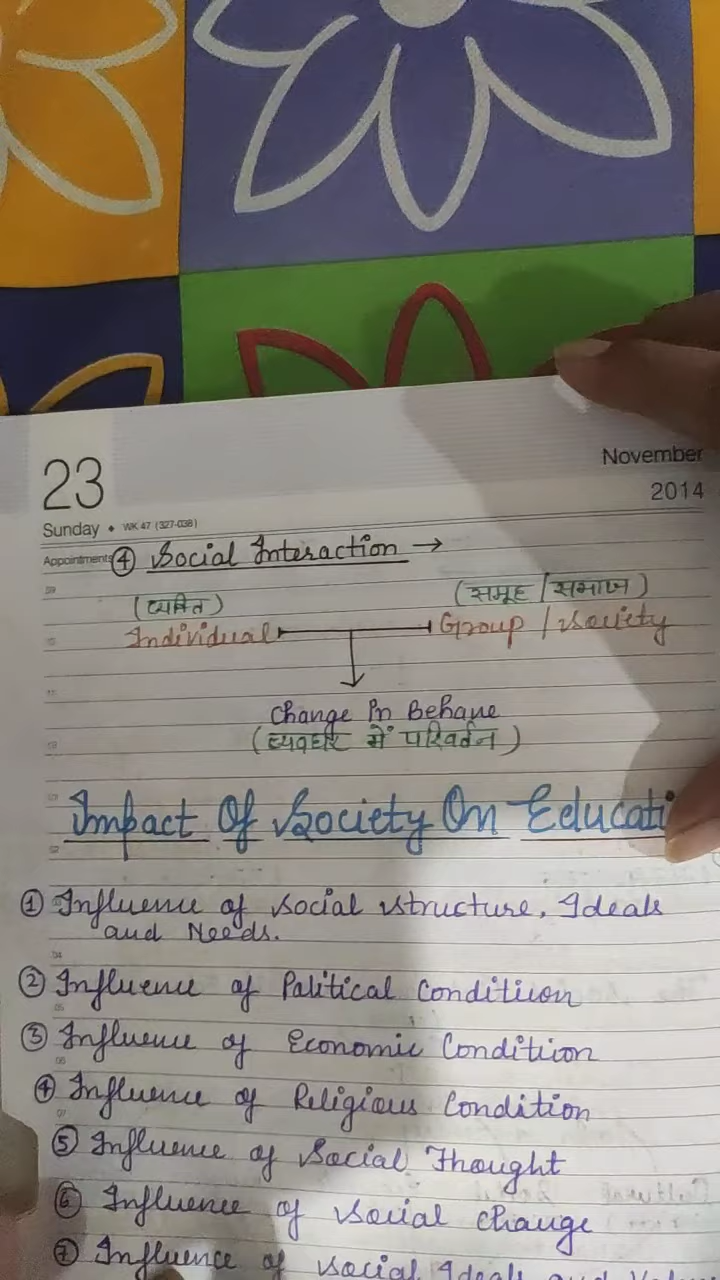 23
November
2014
Sunday • WK 47 (327-038)
Appointments
④ Social Interaction →
(व्यक्ति) (समूह / समाज)
Individual Group / Society
Change In Behave
(व्यवहार में परिवर्तन)
Impact Of Society On Educati
① Influence of Social Structure, Ideals
and Needs.
② Influence of Palitical Condition
③ Influence of Economic Condition
④ Influence of Religious Condition
⑤ Influence of Social Thought
⑥ Influence of Social Change
⑦ Influence of Social Ideals and